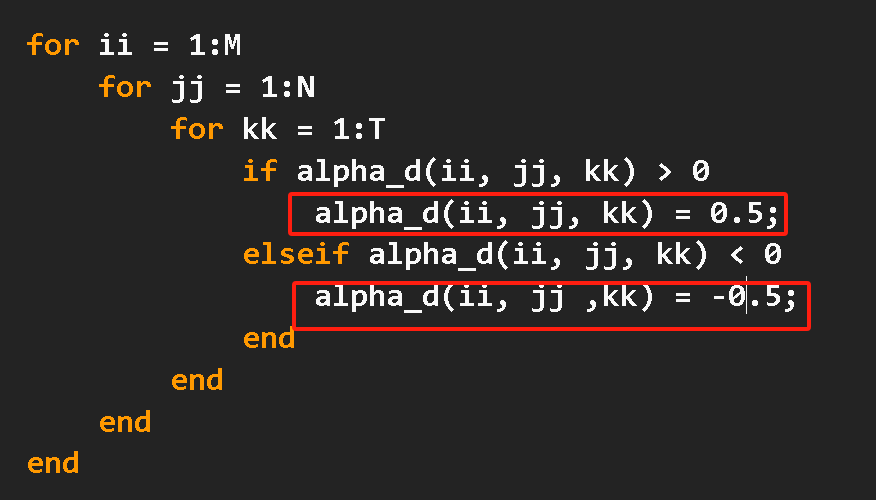 for ii = 1:M
for jj = 1:N
for kk = 1:T
if alpha_d(ii, jj, kk) > 0
alpha_d(ii, jj, kk) = 0.5;
elseif alpha_d(ii, jj, kk) < 0
alpha_d(ii, jj ,kk) = -0.5;
end
end
end
end